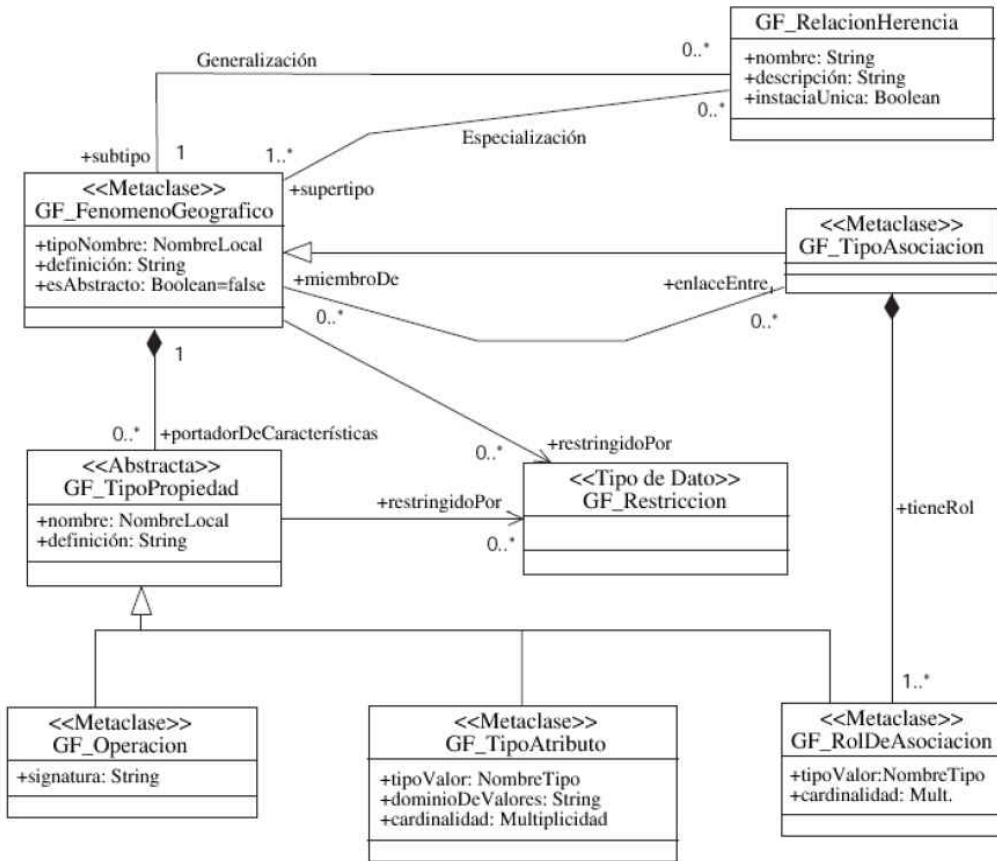 GF_RelacionHerencia
+nombre: String
+descripción: String
+instaciaUnica: Boolean
Generalización
0..*
0..*
Especialización
+subtipo
1
1..*
+supertipo
<<Metaclase>>
GF_FenomenoGeografico
+tipoNombre: NombreLocal
+definición: String
+esAbstracto: Boolean=false
<<Metaclase>>
GF_TipoAsociacion
+miembroDe
0..*
+enlaceEntre
0..*
1
0..*
+portadorDeCaracterísticas
0..*
+restringidoPor
<<Abstracta>>
GF_TipoPropiedad
+nombre: NombreLocal
+definición: String
+restringidoPor
0..*
<<Tipo de Dato>>
GF_Restriccion
+tieneRol
1..*
<<Metaclase>>
GF_Operacion
+signatura: String
<<Metaclase>>
GF_TipoAtributo
+tipoValor: NombreTipo
+dominioDeValores: String
+cardinalidad: Multiplicidad
<<Metaclase>>
GF_RolDeAsociacion
+tipoValor:NombreTipo
+cardinalidad: Mult.